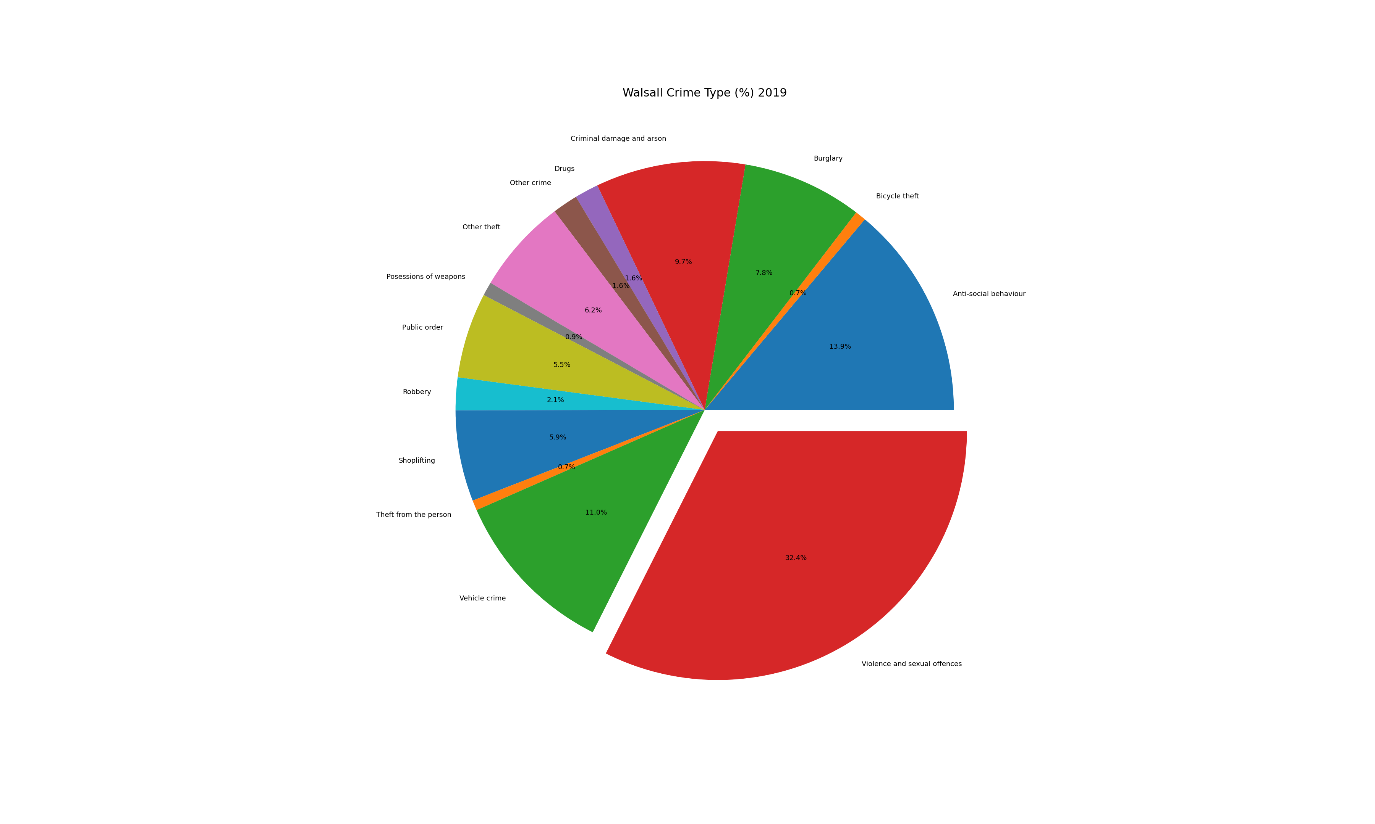 Walsall Crime Type (%) 2019
Criminal damage and arson
Burglary
Drugs
Other crime
Bicycle theft
Other theft
9.7%
7.8%
Posessions of weapons
1.6%
1.6%
0.7%
Anti-social behaviour
6.2%
Public order
0.9%
13.9%
5.5%
Robbery
2.1%
5.9%
Shoplifting
0.7%
Theft from the person
11.0%
32.4%
Vehicle crime
Violence and sexual offences